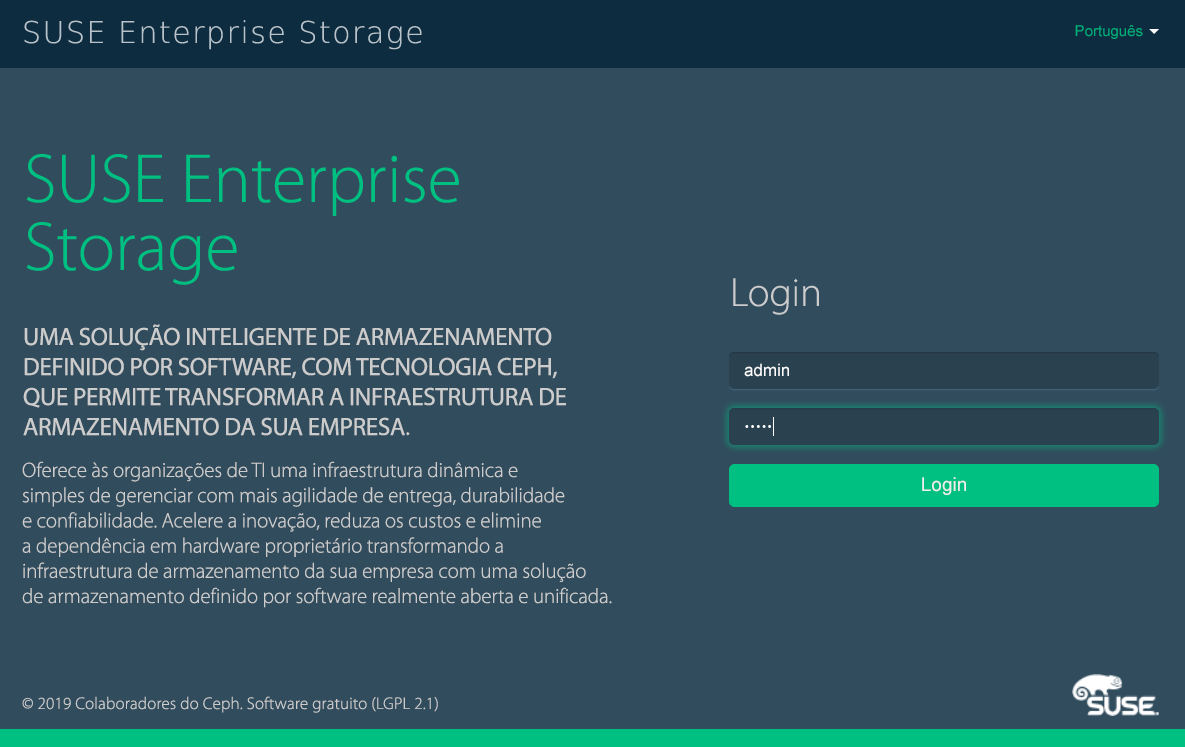 SUSE Enterprise Storage
Português
SUSE Enterprise
Storage
UMA SOLUÇÃO INTELIGENTE DE ARMAZENAMENTO
DEFINIDO POR SOFTWARE, COM TECNOLOGIA CEPH,
QUE PERMITE TRANSFORMAR A INFRAESTRUTURA DE
ARMAZENAMENTO DA SUA EMPRESA.
Oferece às organizações de TI uma infraestrutura dinâmica e
simples de gerenciar com mais agilidade de entrega, durabilidade
e confiabilidade. Acelere a inovação, reduza os custos e elimine
a dependência em hardware proprietário transformando a
infraestrutura de armazenamento da sua empresa com uma solução
de armazenamento definido por software realmente aberta e unificada.
Login
admin
•••••
Login
© 2019 Colaboradores do Ceph. Software gratuito (LGPL 2.1)
SUSE.